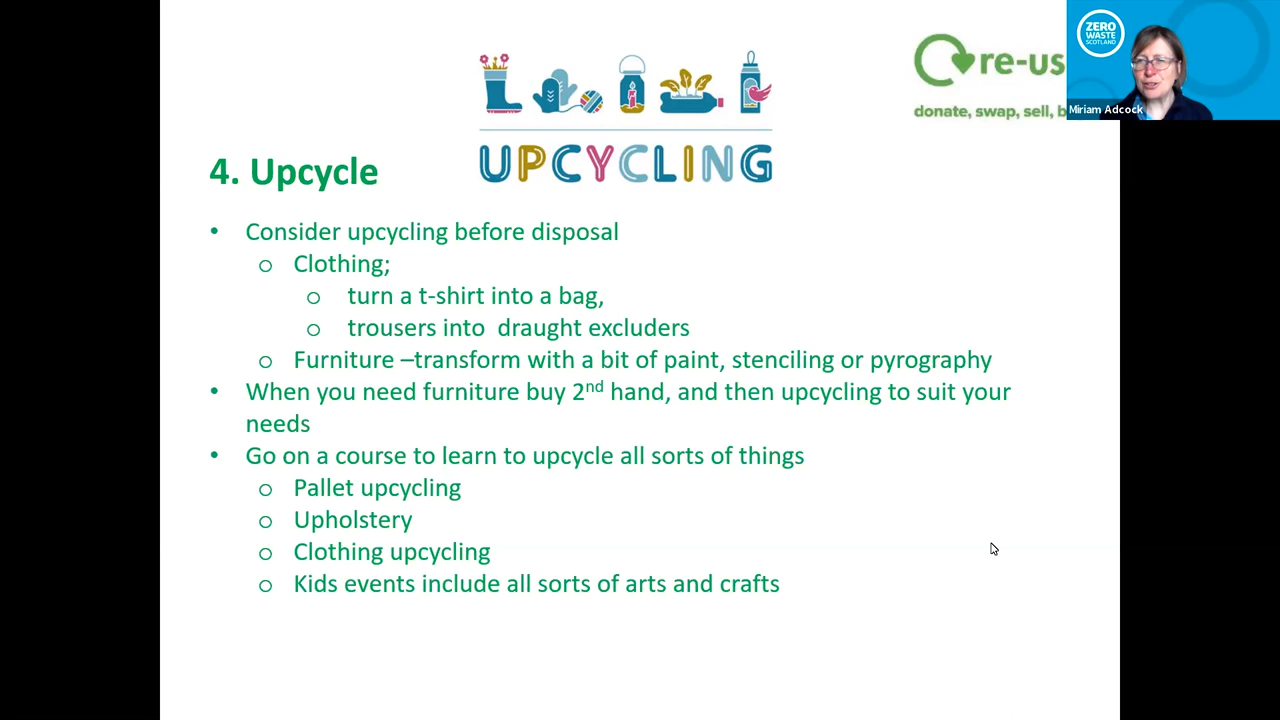 ZERO
WASTE
SCOTLAND
re-us
donate, swap, sell, b
Miriam Adcock
UPCYCLING
4. Upcycle
• Consider upcycling before disposal
o Clothing;
o turn a t-shirt into a bag,
o trousers into  draught excluders
o Furniture –transform with a bit of paint, stenciling or pyrography
• When you need furniture buy 2nd hand, and then upcycling to suit your
needs
• Go on a course to learn to upcycle all sorts of things
o Pallet upcycling
o Upholstery
o Clothing upcycling
o Kids events include all sorts of arts and crafts